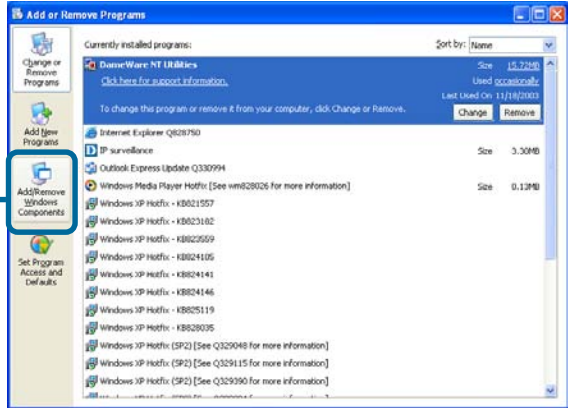 Add or Remove Programs
Change or
Remove
Programs
Add New
Programs
Add/Remove
Windows
Components
Set Program
Access and
Defaults
Currently installed programs:
Sort by: Name
DameWare NT Utilities
Size 15.72MB
Click here for support information.
Used occasionally
Last Used On 11/18/2003
To change this program or remove it from your computer, click Change or Remove.
Change Remove
Internet Explorer Q828750
IP surveillance Size 3.30MB
Outlook Express Update Q330994
Windows Media Player Hotfix [See wm828026 for more information] Size 0.13MB
Windows XP Hotfix - KB821557
Windows XP Hotfix - KB823182
Windows XP Hotfix - KB823559
Windows XP Hotfix - KB824105
Windows XP Hotfix - KB824141
Windows XP Hotfix - KB824146
Windows XP Hotfix - KB825119
Windows XP Hotfix - KB828035
Windows XP Hotfix (SP2) [See Q329048 for more information]
Windows XP Hotfix (SP2) [See Q329115 for more information]
Windows XP Hotfix (SP2) [See Q329390 for more information]